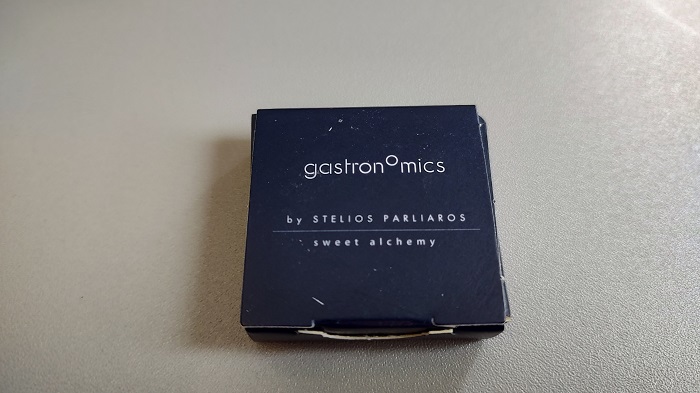 gastronomics
by STELIOS PARLIAROS
sweet alchemy